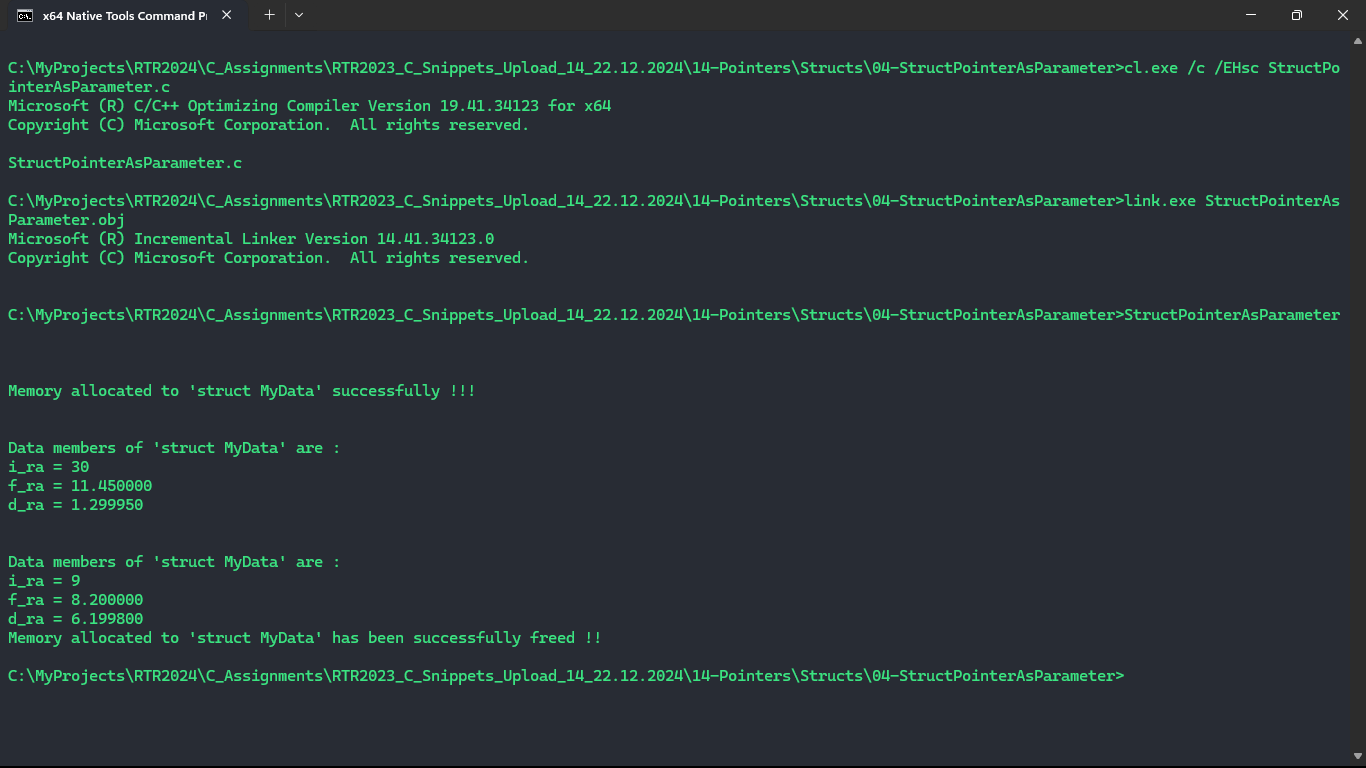 x64 Native Tools Command Pr
C:\MyProjects\RTR2024\C_Assignments\RTR2023_C_Snippets_Upload_14_22.12.2024\14-Pointers\Structs\04-StructPointerAsParameter>cl.exe /c /EHsc StructPo
interAsParameter.c
Microsoft (R) C/C++ Optimizing Compiler Version 19.41.34123 for x64
Copyright (C) Microsoft Corporation.  All rights reserved.
StructPointerAsParameter.c
C:\MyProjects\RTR2024\C_Assignments\RTR2023_C_Snippets_Upload_14_22.12.2024\14-Pointers\Structs\04-StructPointerAsParameter>link.exe StructPointerAs
Parameter.obj
Microsoft (R) Incremental Linker Version 14.41.34123.0
Copyright (C) Microsoft Corporation.  All rights reserved.
C:\MyProjects\RTR2024\C_Assignments\RTR2023_C_Snippets_Upload_14_22.12.2024\14-Pointers\Structs\04-StructPointerAsParameter>StructPointerAsParameter
Memory allocated to 'struct MyData' successfully !!!
Data members of 'struct MyData' are :
i_ra = 30
f_ra = 11.450000
d_ra = 1.299950
Data members of 'struct MyData' are :
i_ra = 9
f_ra = 8.200000
d_ra = 6.199800
Memory allocated to 'struct MyData' has been successfully freed !!
C:\MyProjects\RTR2024\C_Assignments\RTR2023_C_Snippets_Upload_14_22.12.2024\14-Pointers\Structs\04-StructPointerAsParameter>